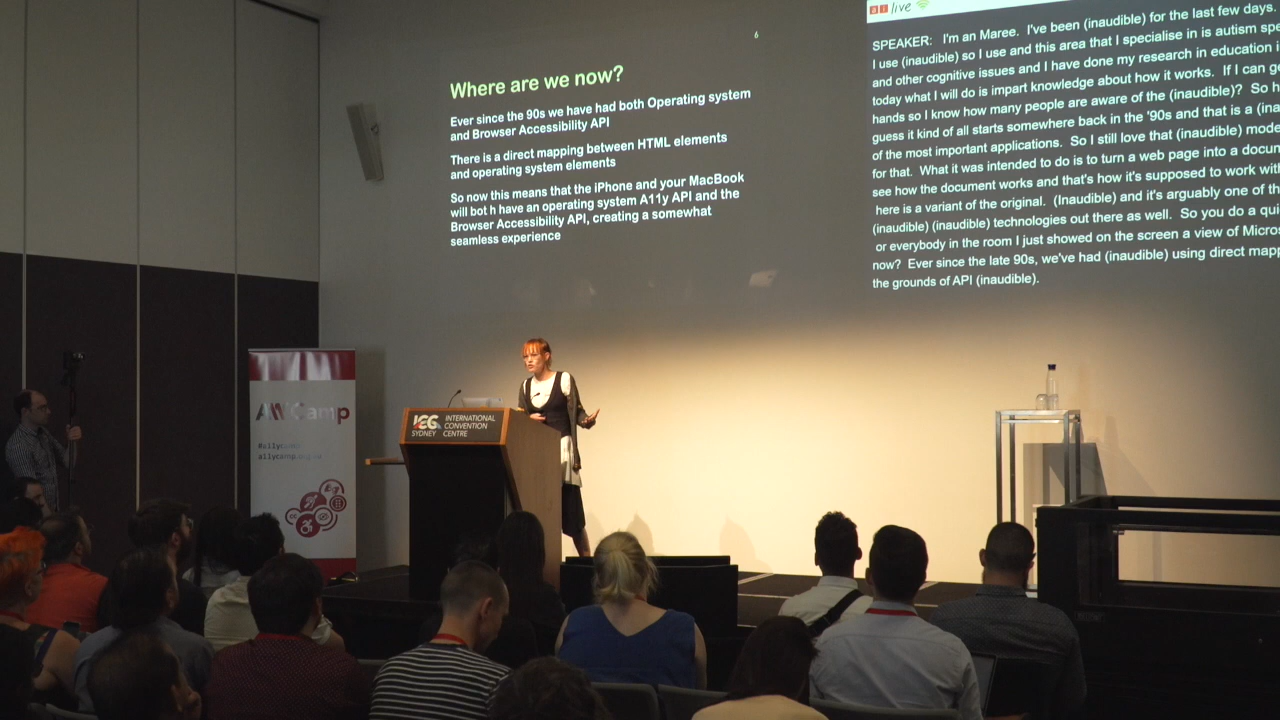 6
Where are we now?
Ever since the 90s we have had both Operating system
and Browser Accessibility API
There is a direct mapping between HTML elements
and operating system elements
So now this means that the iPhone and your MacBook
will bot h have an operating system A11y API and the
Browser Accessibility API, creating a somewhat
seamless experience
ai live
SPEAKER: I'm an Maree. I've been (inaudible) for the last few days.
I use (inaudible) so I use and this area that I specialise in is autism spe
and other cognitive issues and I have done my research in education i
today what I will do is impart knowledge about how it works. If I can ge
hands so I know how many people are aware of the (inaudible)? So h
guess it kind of all starts somewhere back in the '90s and that is a (ina
of the most important applications. So I still love that (inaudible) mode
for that. What it was intended to do is to turn a web page into a docum
see how the document works and that's how it's supposed to work with
here is a variant of the original. (Inaudible) and it's arguably one of th
(inaudible) (inaudible) technologies out there as well. So you do a qui
or everybody in the room I just showed on the screen a view of Micros
now? Ever since the late 90s, we've had (inaudible) using direct mapp
the grounds of API (inaudible).
ICC
SYDNEY
INTERNATIONAL
CONVENTION
CENTRE
Camp
#a11ycamp